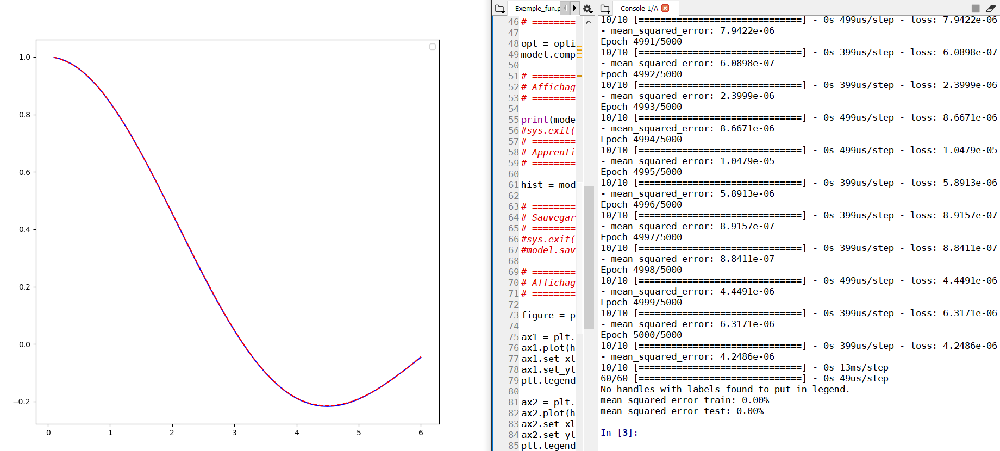 1.0
0.8
0.6
0.4
0.2
0.0
−0.2
0 1 2 3 4 5 6
Exemple_fun.p
46 # ==========
47
48 opt = opti
49 model.comp
50
51 # ==========
52 # Affichag
53 # ==========
54
55 print(mode
56 #sys.exit(
57 # ==========
58 # Apprenti
59 # ==========
60
61 hist = mod
62
63 # ==========
64 # Sauvegar
65 # ==========
66 #sys.exit(
67 #model.sav
68
69 # ==========
70 # Affichag
71 # ==========
72
73 figure = p
74
75 ax1 = plt.
76 ax1.plot(h
77 ax1.set_xl
78 ax1.set_yl
79 plt.legend
80
81 ax2 = plt.
82 ax2.plot(h
83 ax2.set_xl
84 ax2.set_yl
85 plt.legend
Console 1/A
10/10 [==============================] - 0s 499us/step - loss: 7.9422e-06
- mean_squared_error: 7.9422e-06
Epoch 4991/5000
10/10 [==============================] - 0s 399us/step - loss: 6.0898e-07
- mean_squared_error: 6.0898e-07
Epoch 4992/5000
10/10 [==============================] - 0s 399us/step - loss: 2.3999e-06
- mean_squared_error: 2.3999e-06
Epoch 4993/5000
10/10 [==============================] - 0s 499us/step - loss: 8.6671e-06
- mean_squared_error: 8.6671e-06
Epoch 4994/5000
10/10 [==============================] - 0s 499us/step - loss: 1.0479e-05
- mean_squared_error: 1.0479e-05
Epoch 4995/5000
10/10 [==============================] - 0s 399us/step - loss: 5.8913e-06
- mean_squared_error: 5.8913e-06
Epoch 4996/5000
10/10 [==============================] - 0s 399us/step - loss: 8.9157e-07
- mean_squared_error: 8.9157e-07
Epoch 4997/5000
10/10 [==============================] - 0s 399us/step - loss: 8.8411e-07
- mean_squared_error: 8.8411e-07
Epoch 4998/5000
10/10 [==============================] - 0s 499us/step - loss: 4.4491e-06
- mean_squared_error: 4.4491e-06
Epoch 4999/5000
10/10 [==============================] - 0s 399us/step - loss: 6.3171e-06
- mean_squared_error: 6.3171e-06
Epoch 5000/5000
10/10 [==============================] - 0s 399us/step - loss: 4.2486e-06
- mean_squared_error: 4.2486e-06
10/10 [==============================] - 0s 13ms/step
60/60 [==============================] - 0s 49us/step
No handles with labels found to put in legend.
mean_squared_error train: 0.00%
mean_squared_error test: 0.00%
In [3]: